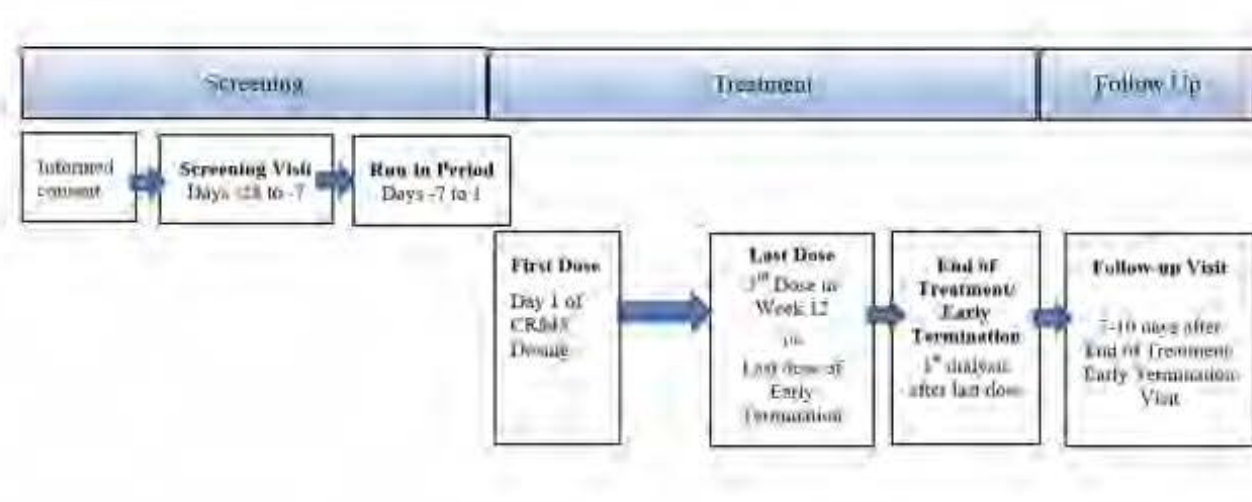 Screening
Treatment
Follow Up
Informed
consent
Screening Visit
Days -28 to -7
Run in Period
Days -7 to 1
First Dose
Day 1 of
Dosing
Last Dose
3rd Dose in
Week 12
Last dose of
Early
Termination
End of
Treatment/
Early
Termination
1st dialysis
after last dose
Follow-up Visit
7-10 days after
End of Treatment/
Early Termination
Visit